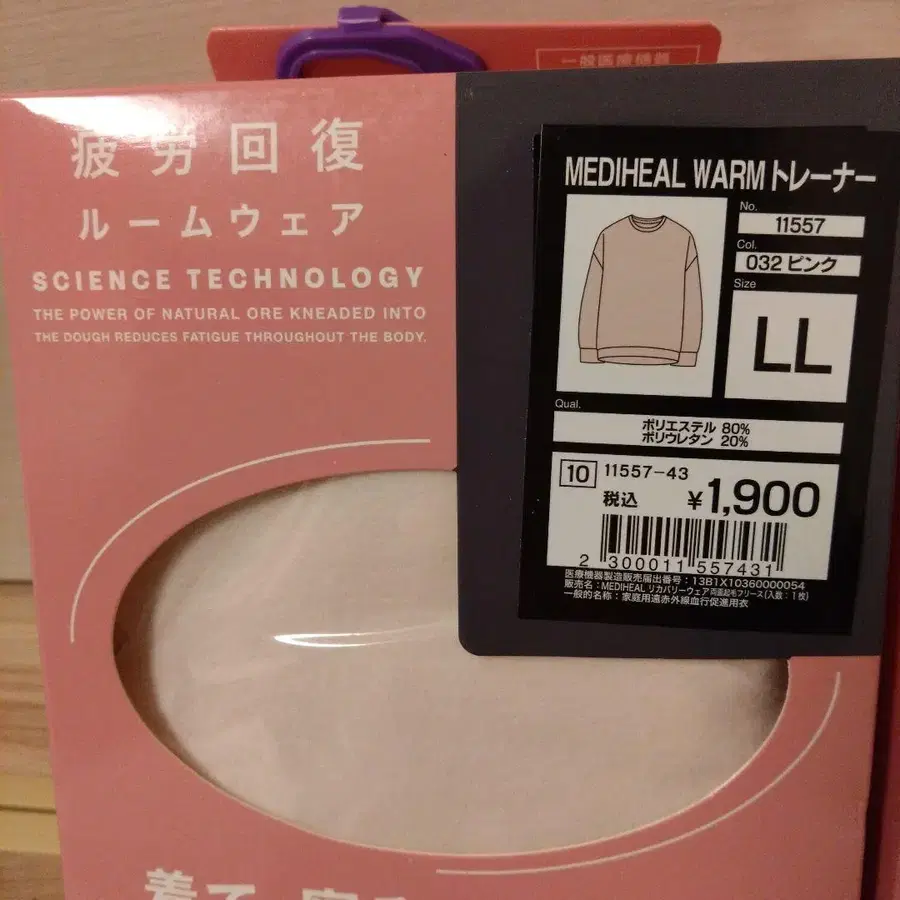 一般医療機器
疲労回復
ルームウェア
SCIENCE TECHNOLOGY
THE POWER OF NATURAL ORE KNEADED INTO
THE DOUGH REDUCES FATIGUE THROUGHOUT THE BODY.
MEDIHEAL WARMトレーナー
No.
11557
Col.
032 ピンク
Size
LL
Qual.
ポリエステル 80%
ポリウレタン 20%
10 11557-43
税込 ¥1,900
2 300011 557431
医療機器製造販売届出番号：13B1X10360000054
販売名：MEDIHEAL リカバリーウェア両面起毛フリース(入数：1枚)
一般的名称：家庭用遠赤外線血行促進用衣
着て、